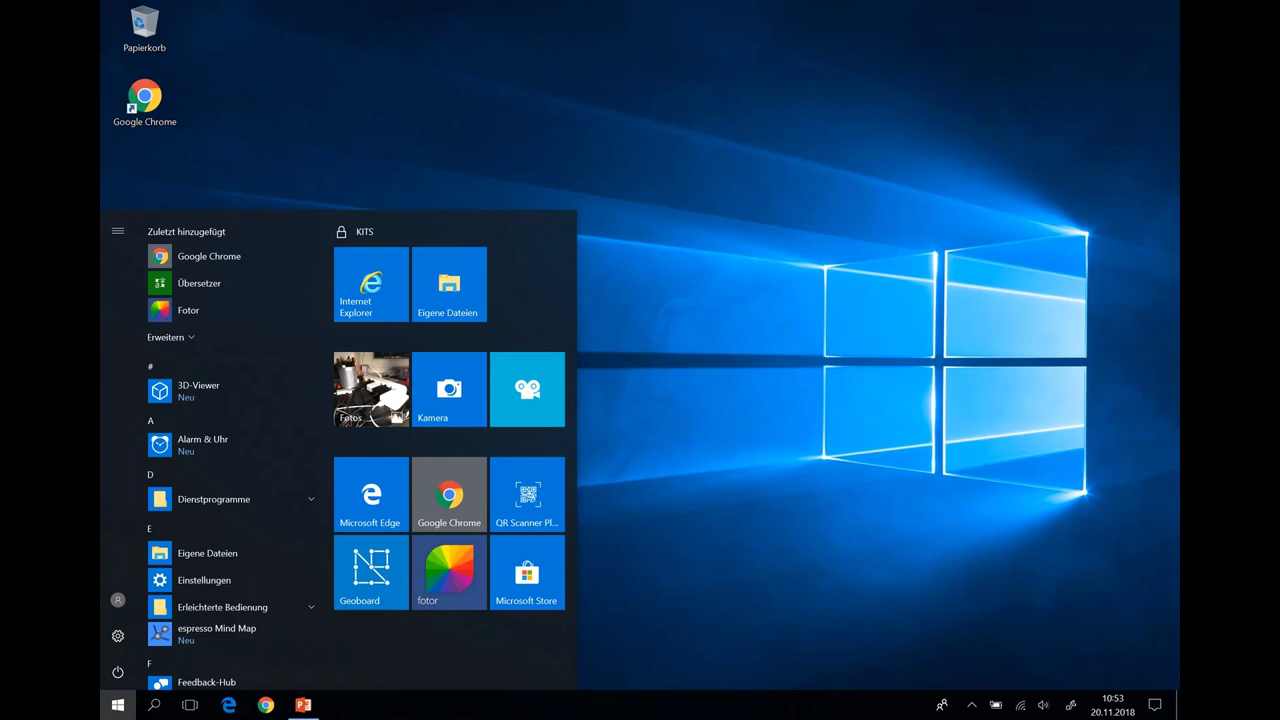 Papierkorb
Google Chrome
Zuletzt hinzugefügt
Google Chrome
Übersetzer
Fotor
Erweitern
#
3D-Viewer
Neu
A
Alarm & Uhr
Neu
D
Dienstprogramme
E
Eigene Dateien
Einstellungen
Erleichterte Bedienung
espresso Mind Map
Neu
F
Feedback-Hub
KITS
Internet
Explorer
Eigene Dateien
Fotos
Kamera
Microsoft Edge
Google Chrome
QR Scanner Pl...
Geoboard
fotor
Microsoft Store
10:53
20.11.2018